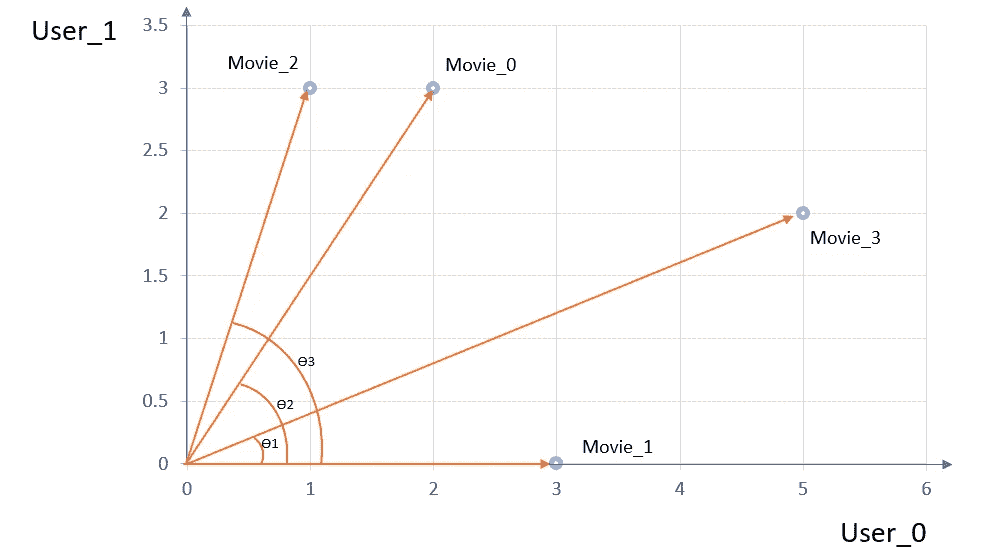 User_1
3.5
Movie_2
Movie_0
3
2.5
2
Movie_3
1.5
1
ϴ3
0.5
ϴ2
ϴ1
Movie_1
0
0 1 2 3 4 5 6
User_0